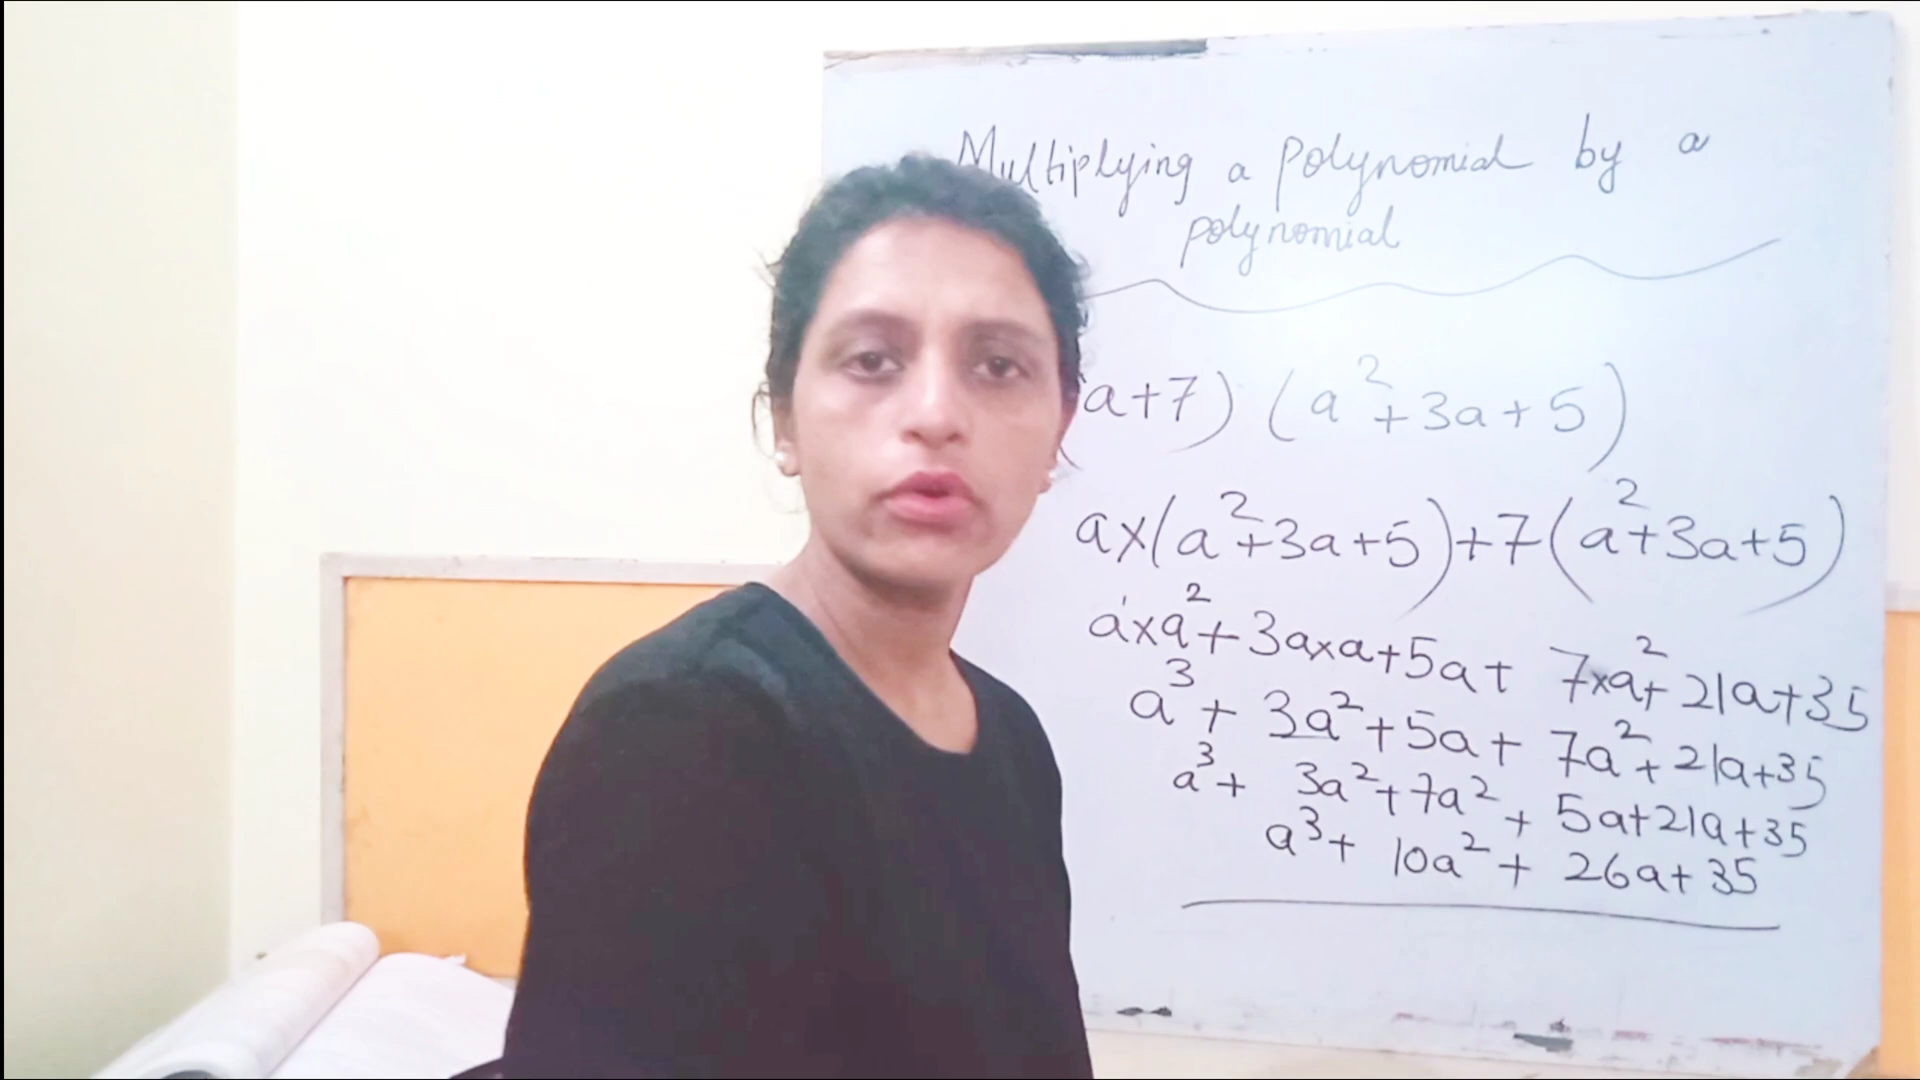 Multiplying a polynomial by a
polynomial
(a+7) (a²+3a+5)
a×(a²+3a+5)+7(a²+3a+5)
a¹×a²+3a×a+5a+ 7×a²+21a+35
a³+ 3a²+5a+ 7a²+21a+35
a³+ 3a²+7a²+ 5a+21a+35
a³+ 10a²+ 26a+35